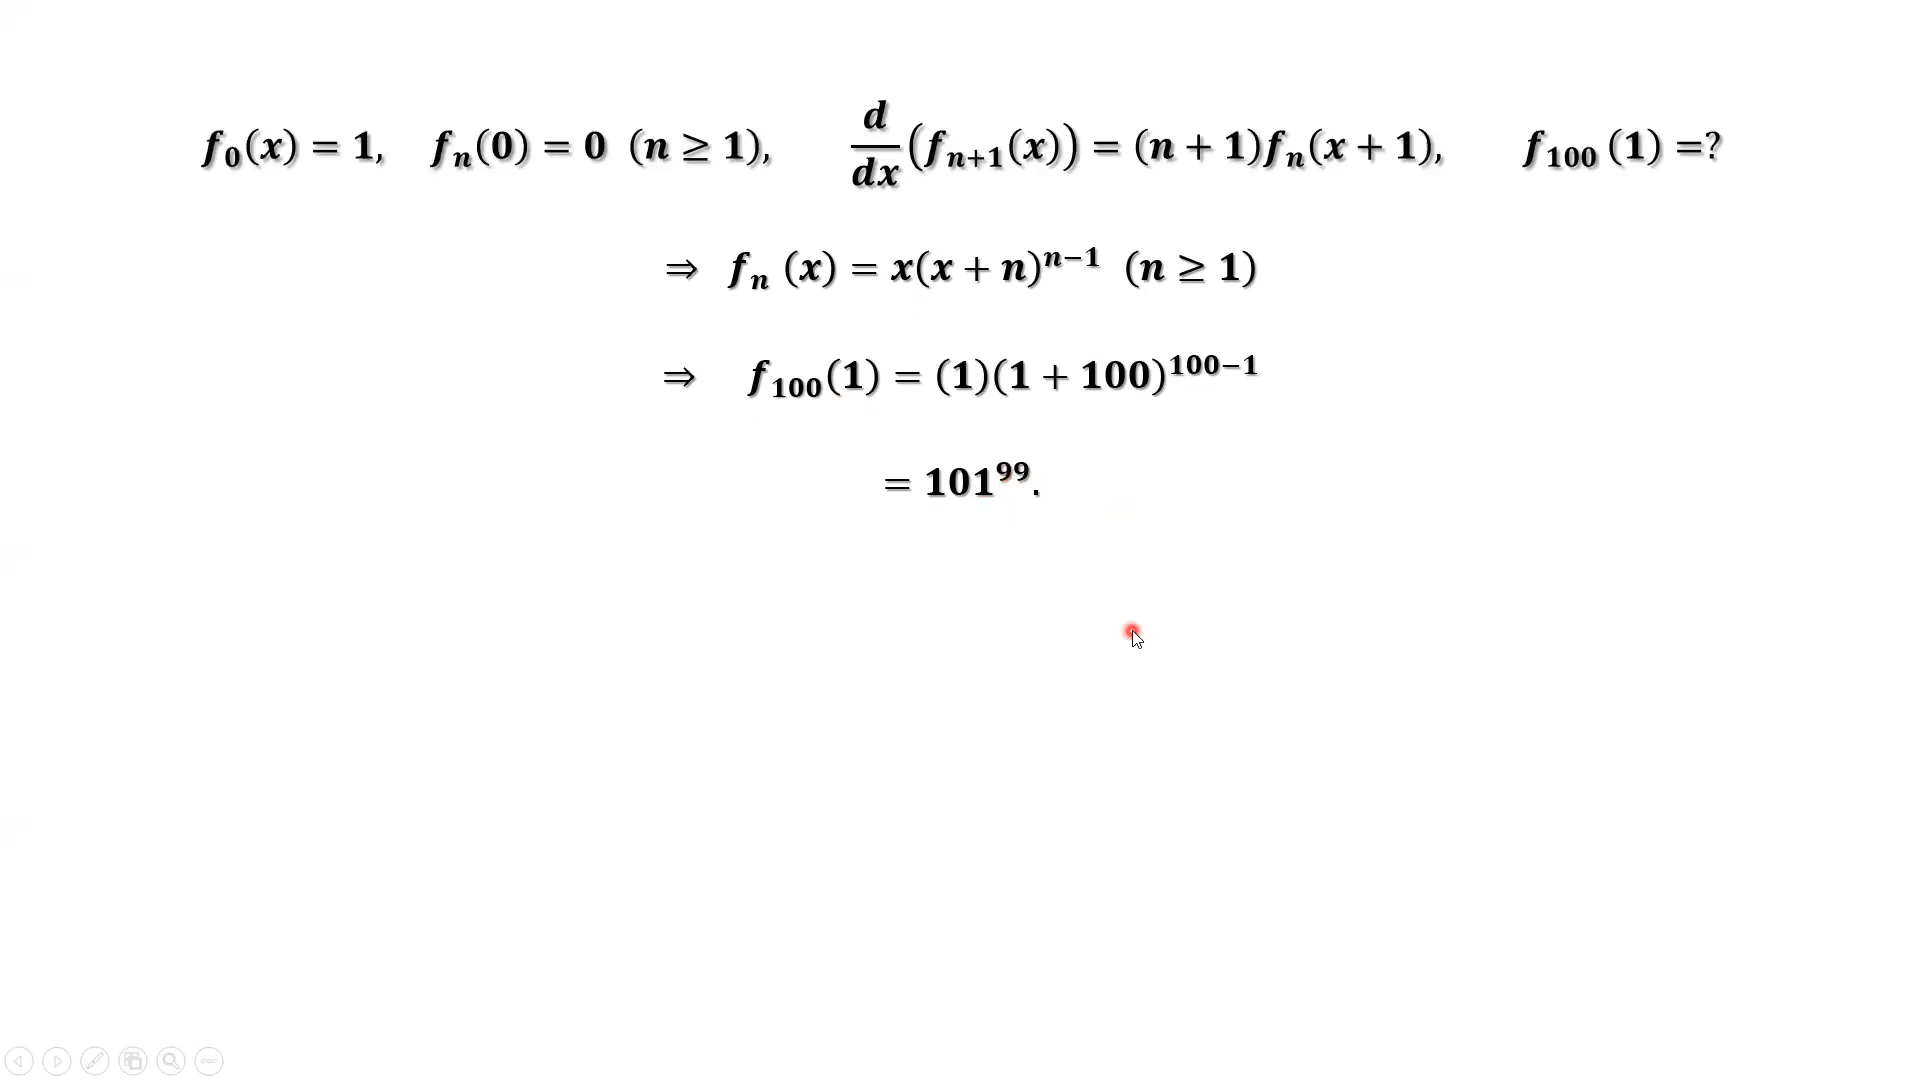 f₀(x) = 1, fₙ(0) = 0 (n ≥ 1), d/dx (fₙ₊₁(x)) = (n + 1)fₙ(x + 1), f₁₀₀ (1) =?
⇒ fₙ (x) = x(x + n)ⁿ⁻¹ (n ≥ 1)
⇒ f₁₀₀(1) = (1)(1 + 100)¹⁰⁰⁻¹
= 101⁹⁹.